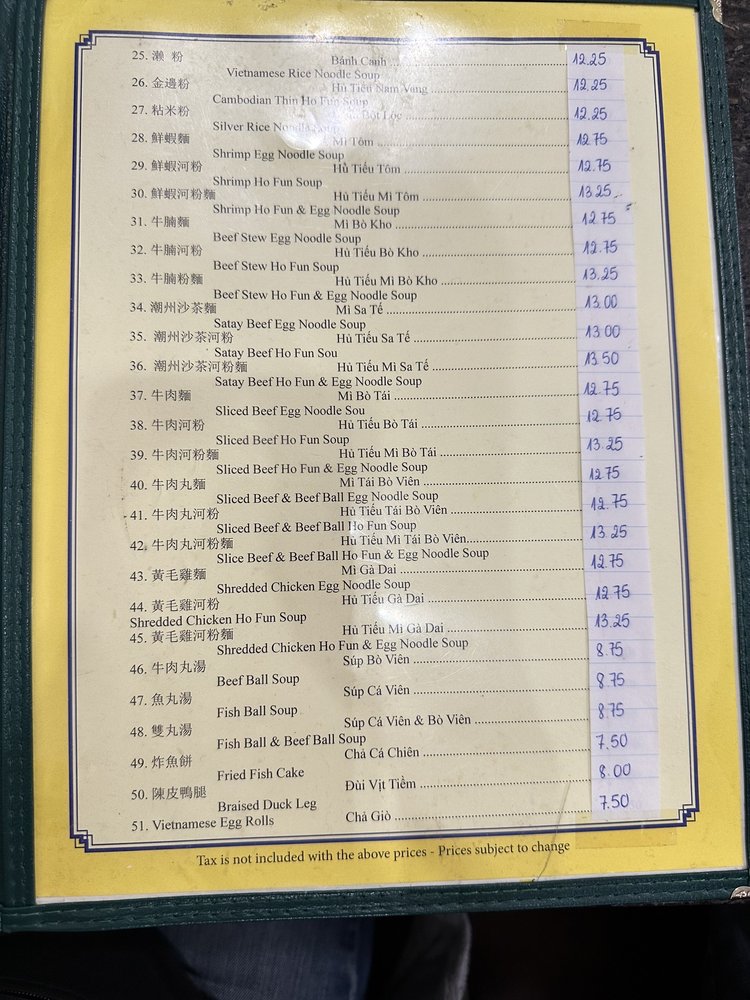 25. 濑 粉 Bánh Canh 12.25
Vietnamese Rice Noodle Soup
26. 金邊粉 Hủ Tiếu Nam Vang 12.25
Cambodian Thin Ho Fun Soup
27. 粘米粉 Bột Lọc 12.25
Silver Rice Noodle Soup
28. 鮮蝦麵 Mì Tôm 12.75
Shrimp Egg Noodle Soup
29. 鮮蝦河粉 Hủ Tiếu Tôm 12.75
Shrimp Ho Fun Soup
30. 鮮蝦河粉麵 Hủ Tiếu Mì Tôm 13.25
Shrimp Ho Fun & Egg Noodle Soup
31. 牛腩麵 Mì Bò Kho 12.75
Beef Stew Egg Noodle Soup
32. 牛腩河粉 Hủ Tiếu Bò Kho 12.75
Beef Stew Ho Fun Soup
33. 牛腩粉麵 Hủ Tiếu Mì Bò Kho 13.25
Beef Stew Ho Fun & Egg Noodle Soup
34. 潮州沙茶麵 Mì Sa Tế 13.00
Satay Beef Egg Noodle Soup
35. 潮州沙茶河粉 Hủ Tiếu Sa Tế 13.00
Satay Beef Ho Fun Sou
36. 潮州沙茶河粉麵 Hủ Tiếu Mì Sa Tế 13.50
Satay Beef Ho Fun & Egg Noodle Soup
37. 牛肉麵 Mì Bò Tái 12.75
Sliced Beef Egg Noodle Sou
38. 牛肉河粉 Hủ Tiếu Bò Tái 12.75
Sliced Beef Ho Fun Soup
39. 牛肉河粉麵 Hủ Tiếu Mì Bò Tái 13.25
Sliced Beef Ho Fun & Egg Noodle Soup
40. 牛肉丸麵 Mì Tái Bò Viên 12.75
Sliced Beef & Beef Ball Egg Noodle Soup
41. 牛肉丸河粉 Hủ Tiếu Tái Bò Viên 12.75
Sliced Beef & Beef Ball Ho Fun Soup
42. 牛肉丸河粉麵 Hủ Tiếu Mì Tái Bò Viên 13.25
Slice Beef & Beef Ball Ho Fun & Egg Noodle Soup
43. 黃毛雞麵 Mì Gà Dai 12.75
Shredded Chicken Egg Noodle Soup
44. 黃毛雞河粉 Hủ Tiếu Gà Dai 12.75
Shredded Chicken Ho Fun Soup
45. 黃毛雞河粉麵 Hủ Tiếu Mì Gà Dai 13.25
Shredded Chicken Ho Fun & Egg Noodle Soup
46. 牛肉丸湯 Súp Bò Viên 8.75
Beef Ball Soup
47. 魚丸湯 Súp Cá Viên 8.75
Fish Ball Soup
48. 雙丸湯 Súp Cá Viên & Bò Viên 8.75
Fish Ball & Beef Ball Soup
49. 炸魚餅 Chả Cá Chiên 7.50
Fried Fish Cake
50. 陳皮鴨腿 Đùi Vịt Tiềm 8.00
Braised Duck Leg
51. Vietnamese Egg Rolls Chả Giò 7.50
Tax is not included with the above prices - Prices subject to change